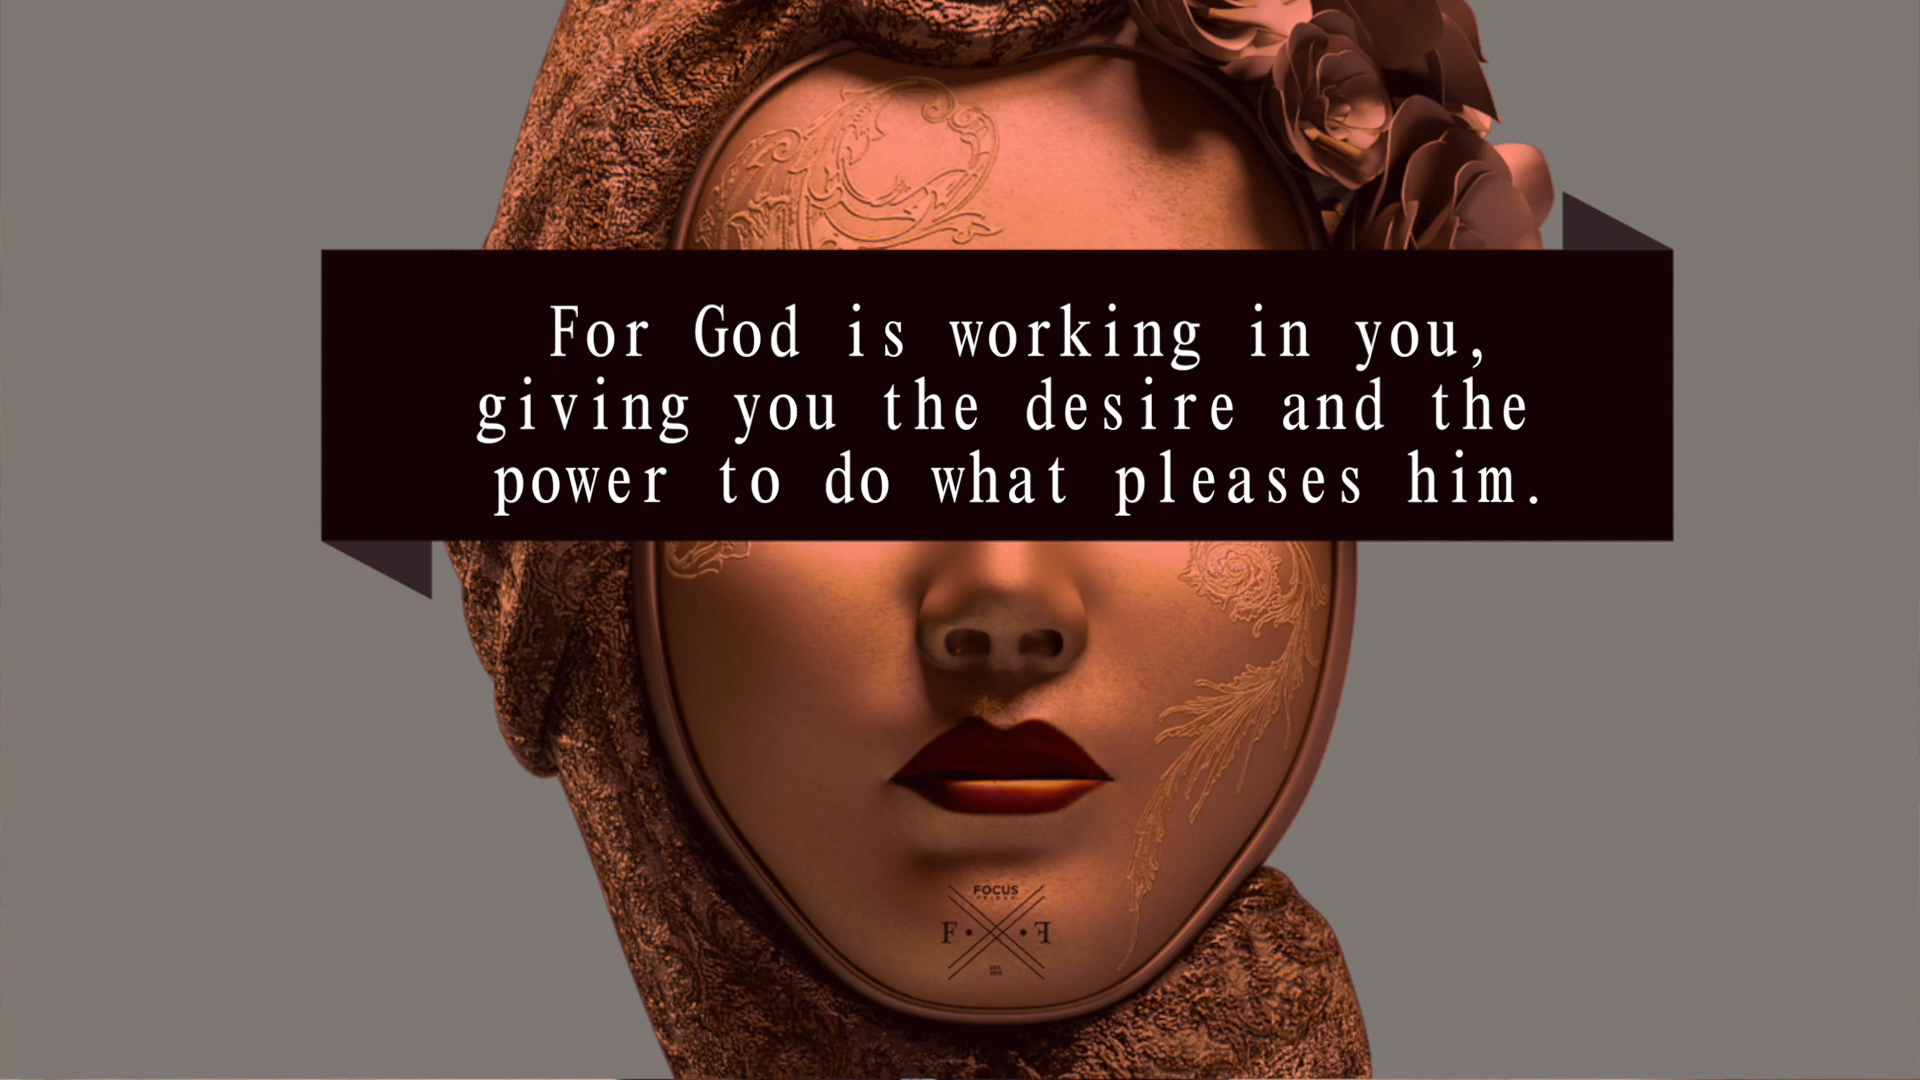 For God is working in you,
giving you the desire and the
power to do what pleases him.
FOCUS
FRIDAY
F • • F